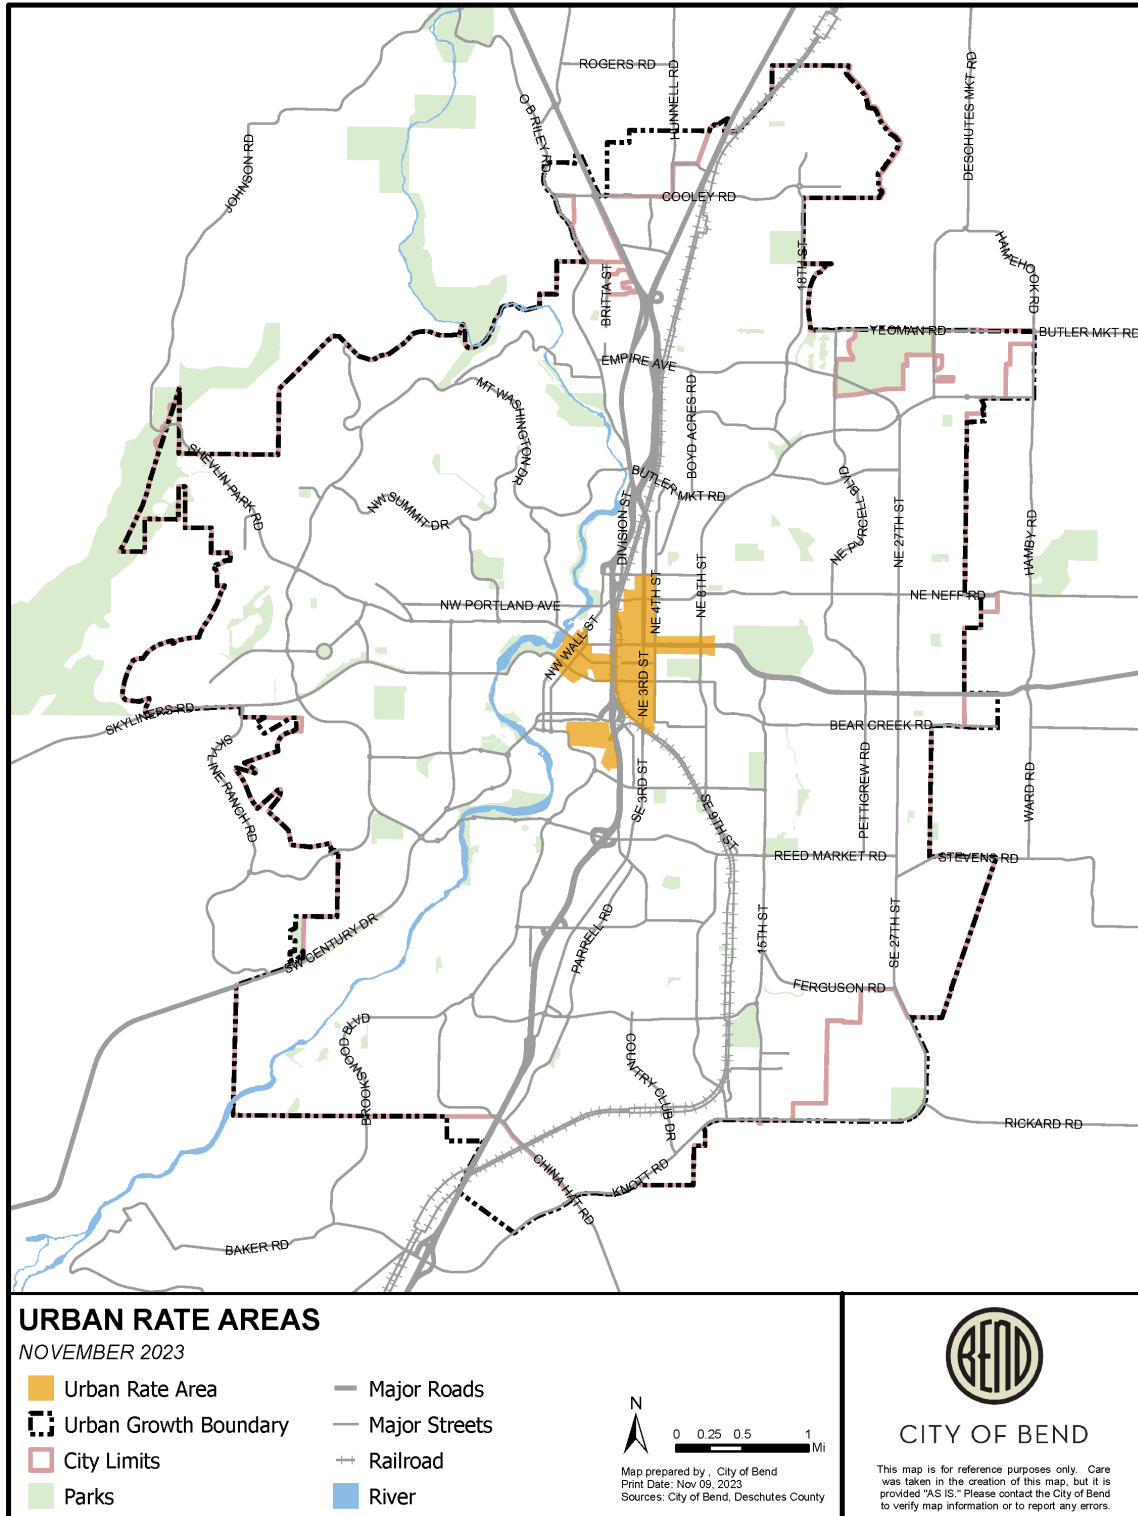 ROGERS RD
HUNNELL RD
O B RILEY RD
DESCHUTES MKT RD
JOHNSON RD
COOLEY RD
18TH ST
HAMEHOOK RD
BRITTA ST
YEOMAN RD
BUTLER MKT RD
EMPIRE AVE
MT WASHINGTON DR
BOYD ACRES RD
SHEVLIN PARK RD
NW SUMMIT DR
BUTLER MKT RD
DIVISION ST
NE PURCELL BLVD
NE 27TH ST
HAMBY RD
NW PORTLAND AVE
NE 4TH ST
NE 8TH ST
NE NEFF RD
NW WALL ST
NE 3RD ST
SKYLINERS RD
BEAR CREEK RD
SKYLINE RANCH RD
SE 3RD ST
SE 9TH ST
PETTIGREW RD
WARD RD
REED MARKET RD
STEVENS RD
SW CENTURY DR
PARRELL RD
15TH ST
SE 27TH ST
FERGUSON RD
BROOKSWOOD BLVD
COUNTRY CLUB DR
RICKARD RD
CHINA HAT RD
KNOTT RD
BAKER RD
URBAN RATE AREAS
NOVEMBER 2023
Urban Rate Area
Urban Growth Boundary
City Limits
Parks
Major Roads
Major Streets
Railroad
River
N
0 0.25 0.5 1
Mi
Map prepared by , City of Bend
Print Date: Nov 09, 2023
Sources: City of Bend, Deschutes County
BEND
CITY OF BEND
This map is for reference purposes only. Care
was taken in the creation of this map, but it is
provided "AS IS." Please contact the City of Bend
to verify map information or to report any errors.